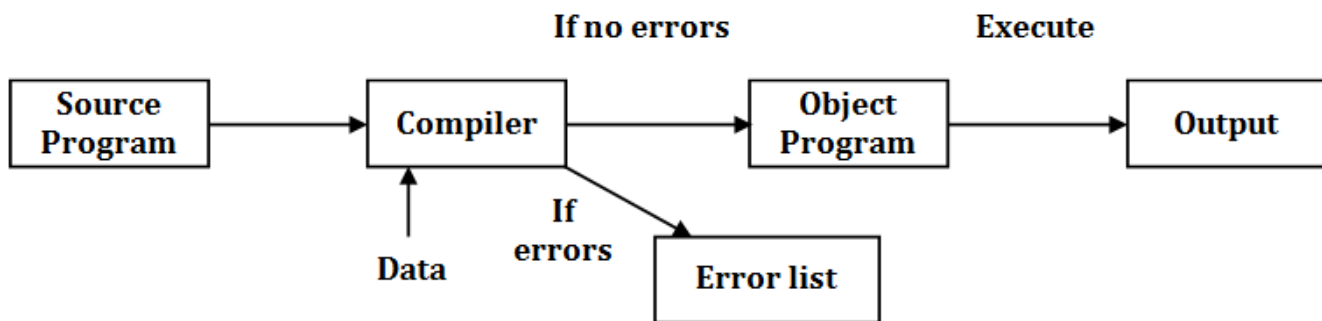 If no errors
Execute
Source
Program
Compiler
Object
Program
Output
If
errors
Data
Error list